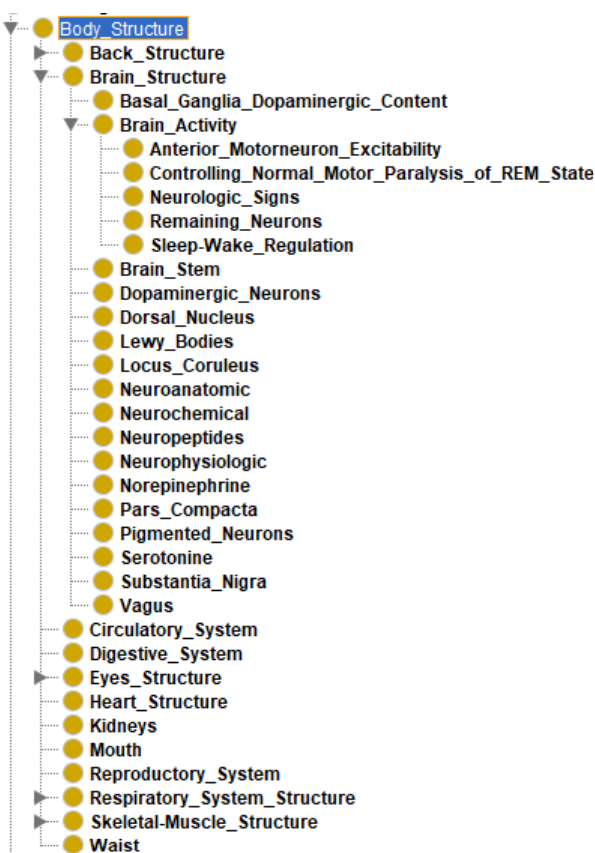 Body_Structure
Back_Structure
Brain_Structure
Basal_Ganglia_Dopaminergic_Content
Brain_Activity
Anterior_Motorneuron_Excitability
Controlling_Normal_Motor_Paralysis_of_REM_State
Neurologic_Signs
Remaining_Neurons
Sleep-Wake_Regulation
Brain_Stem
Dopaminergic_Neurons
Dorsal_Nucleus
Lewy_Bodies
Locus_Coruleus
Neuroanatomic
Neurochemical
Neuropeptides
Neurophysiologic
Norepinephrine
Pars_Compacta
Pigmented_Neurons
Serotonine
Substantia_Nigra
Vagus
Circulatory_System
Digestive_System
Eyes_Structure
Heart_Structure
Kidneys
Mouth
Reproductory_System
Respiratory_System_Structure
Skeletal-Muscle_Structure
Waist